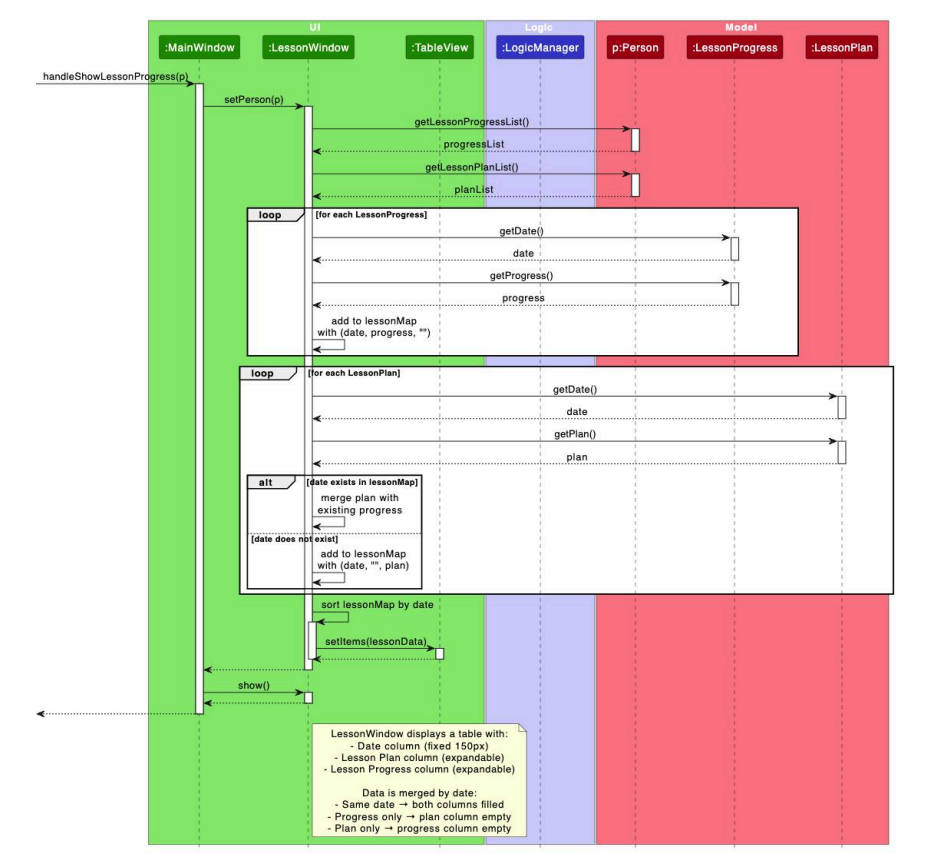 UI
Logic
Model
:MainWindow
:LessonWindow
:TableView
:LogicManager
p:Person
:LessonProgress
:LessonPlan
handleShowLessonProgress(p)
setPerson(p)
getLessonProgressList()
progressList
getLessonPlanList()
planList
loop
[for each LessonProgress]
getDate()
date
getProgress()
progress
add to lessonMap
with (date, progress, "")
loop
[for each LessonPlan]
getDate()
date
getPlan()
plan
alt
[date exists in lessonMap]
merge plan with
existing progress
[date does not exist]
add to lessonMap
with (date, "", plan)
sort lessonMap by date
setItems(lessonData)
show()
LessonWindow displays a table with:
- Date column (fixed 150px)
- Lesson Plan column (expandable)
- Lesson Progress column (expandable)
Data is merged by date:
- Same date → both columns filled
- Progress only → plan column empty
- Plan only → progress column empty